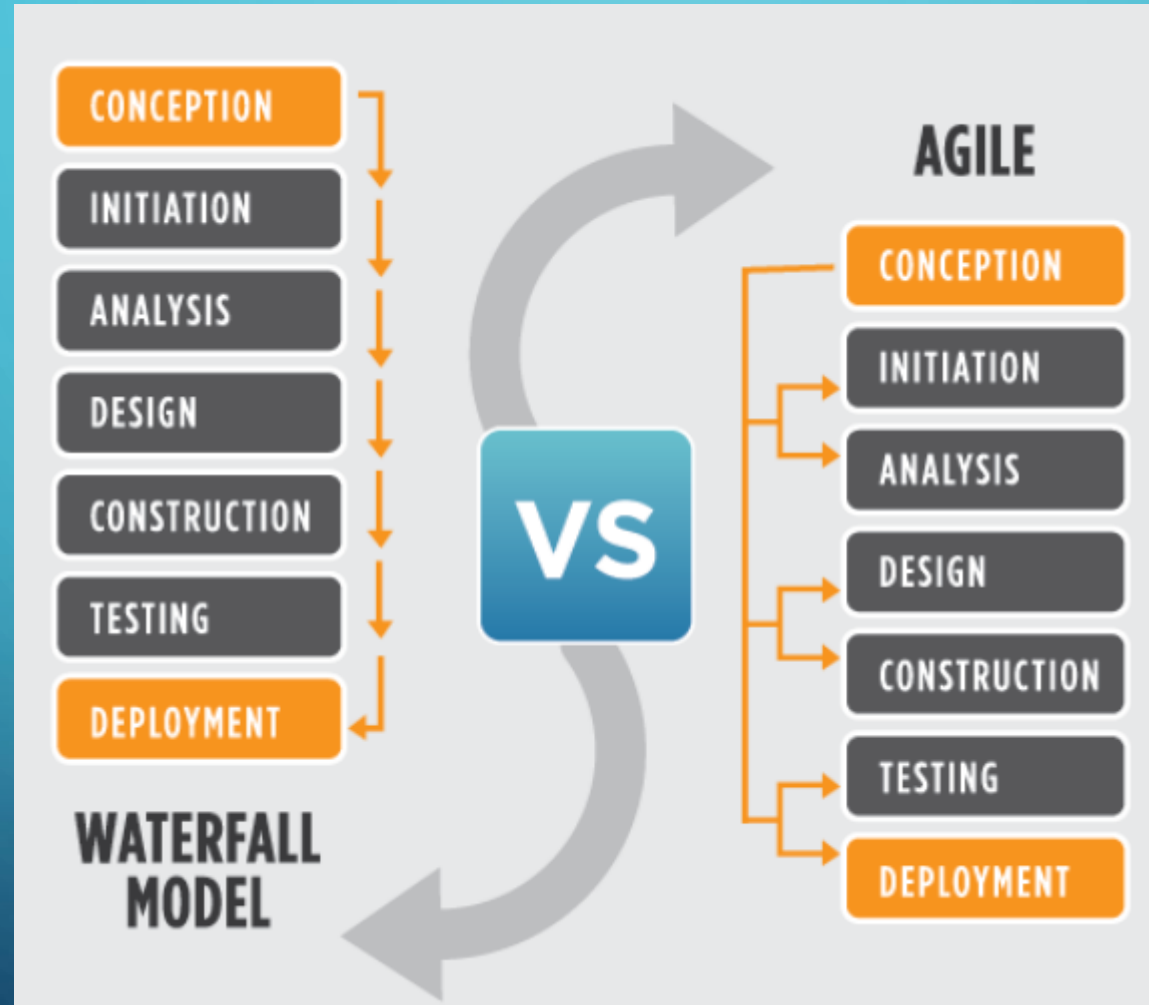 CONCEPTION
INITIATION
ANALYSIS
DESIGN
CONSTRUCTION
TESTING
DEPLOYMENT
WATERFALL
MODEL
VS
AGILE
CONCEPTION
INITIATION
ANALYSIS
DESIGN
CONSTRUCTION
TESTING
DEPLOYMENT